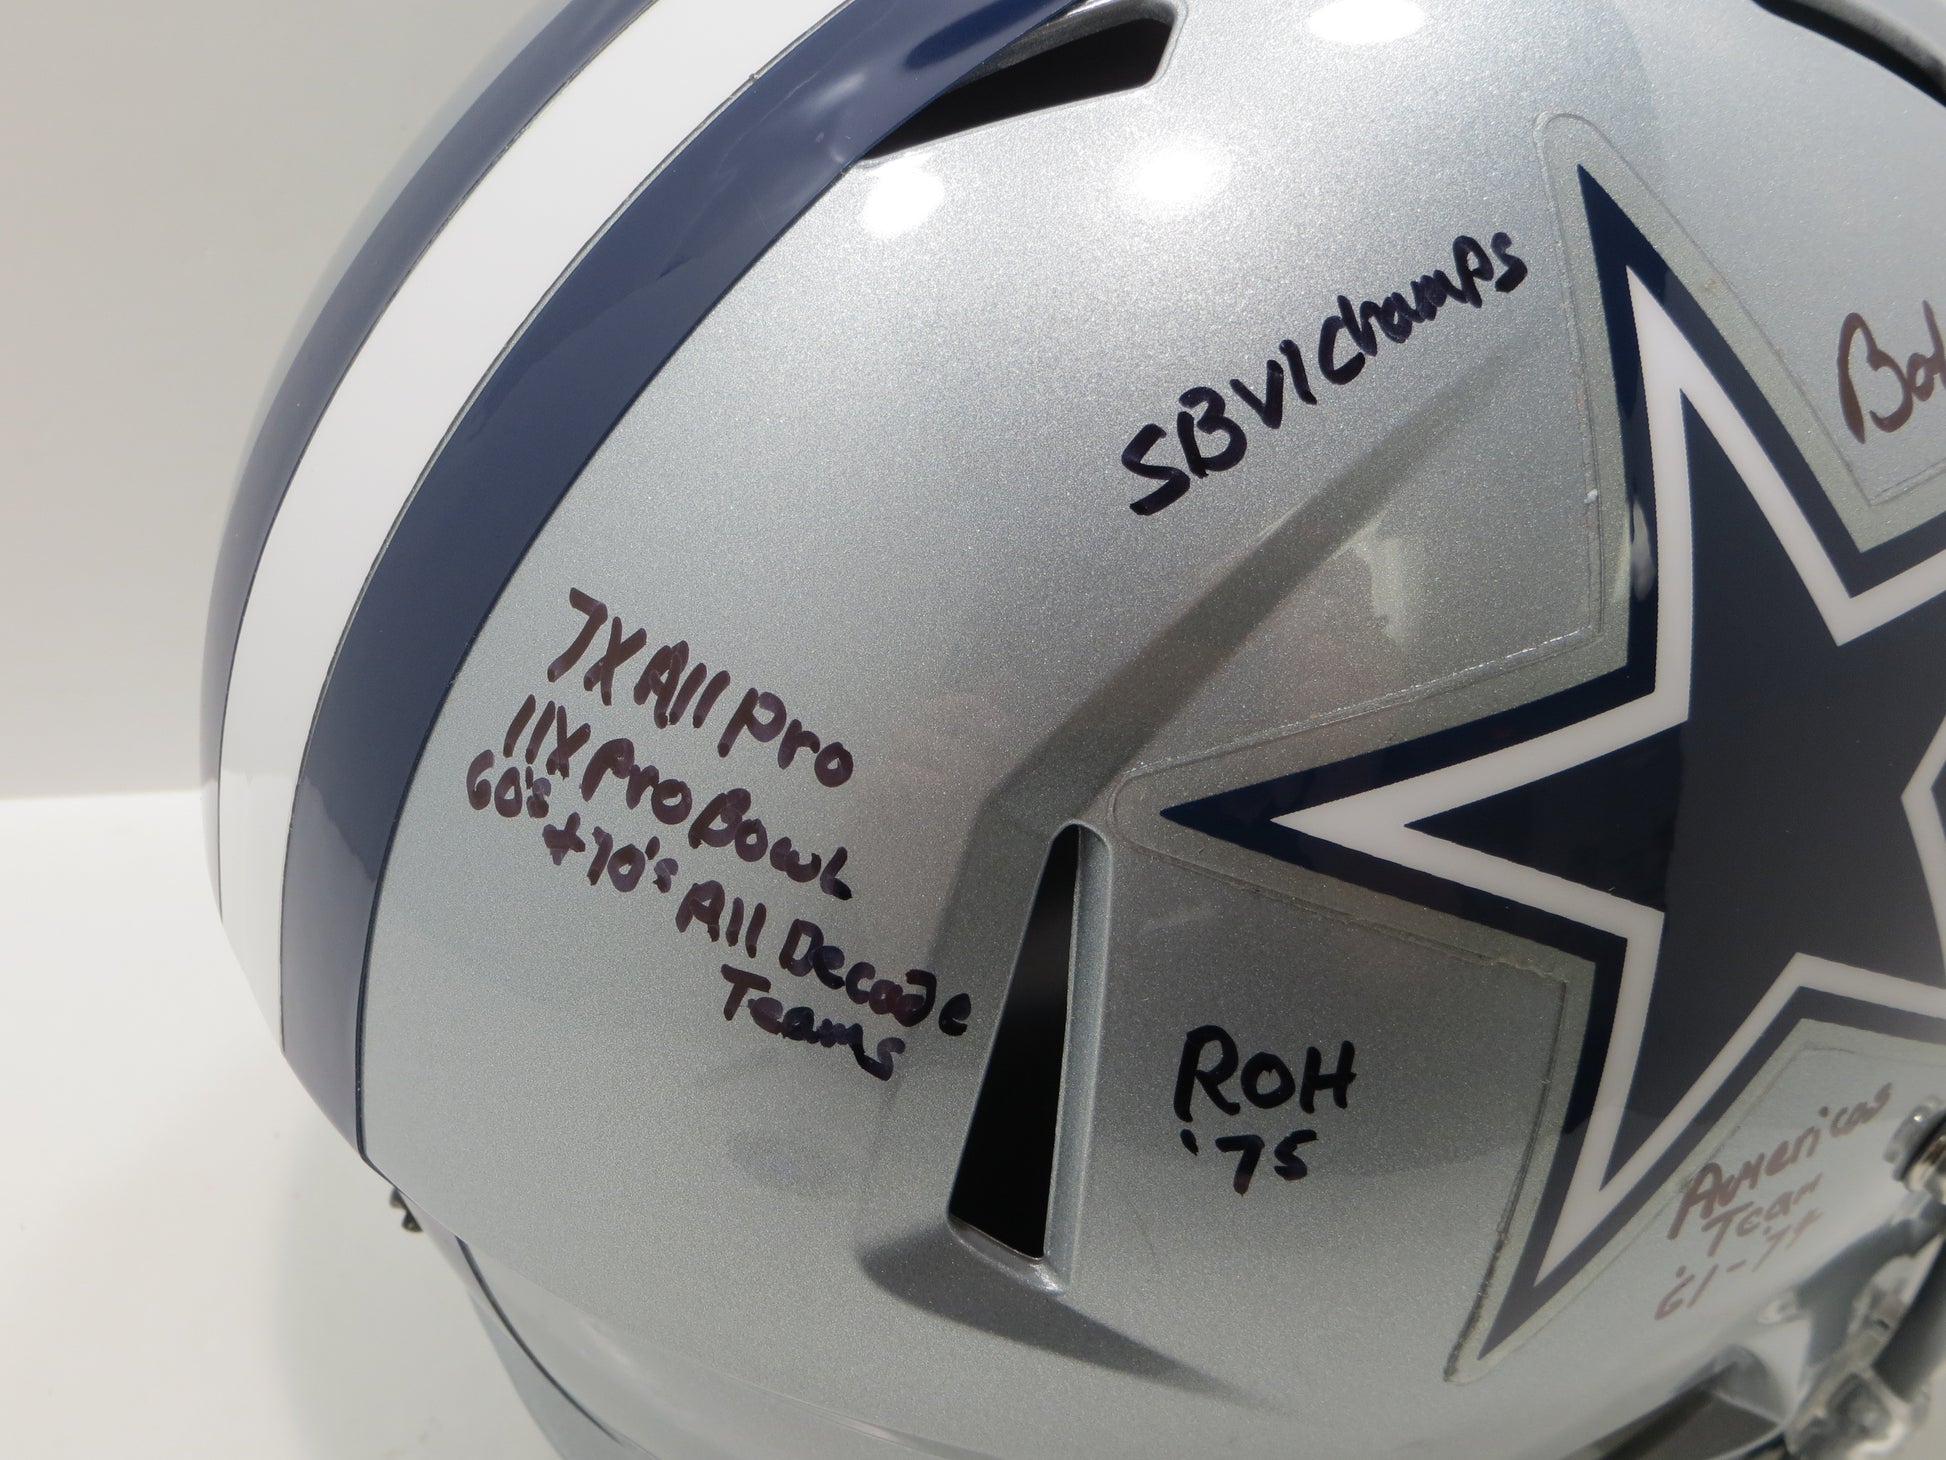 SB VI Champs
7X All Pro
11X Pro Bowl
60's + 70's All Decade
Teams
ROH
'75
Americas
Team
'61-'74